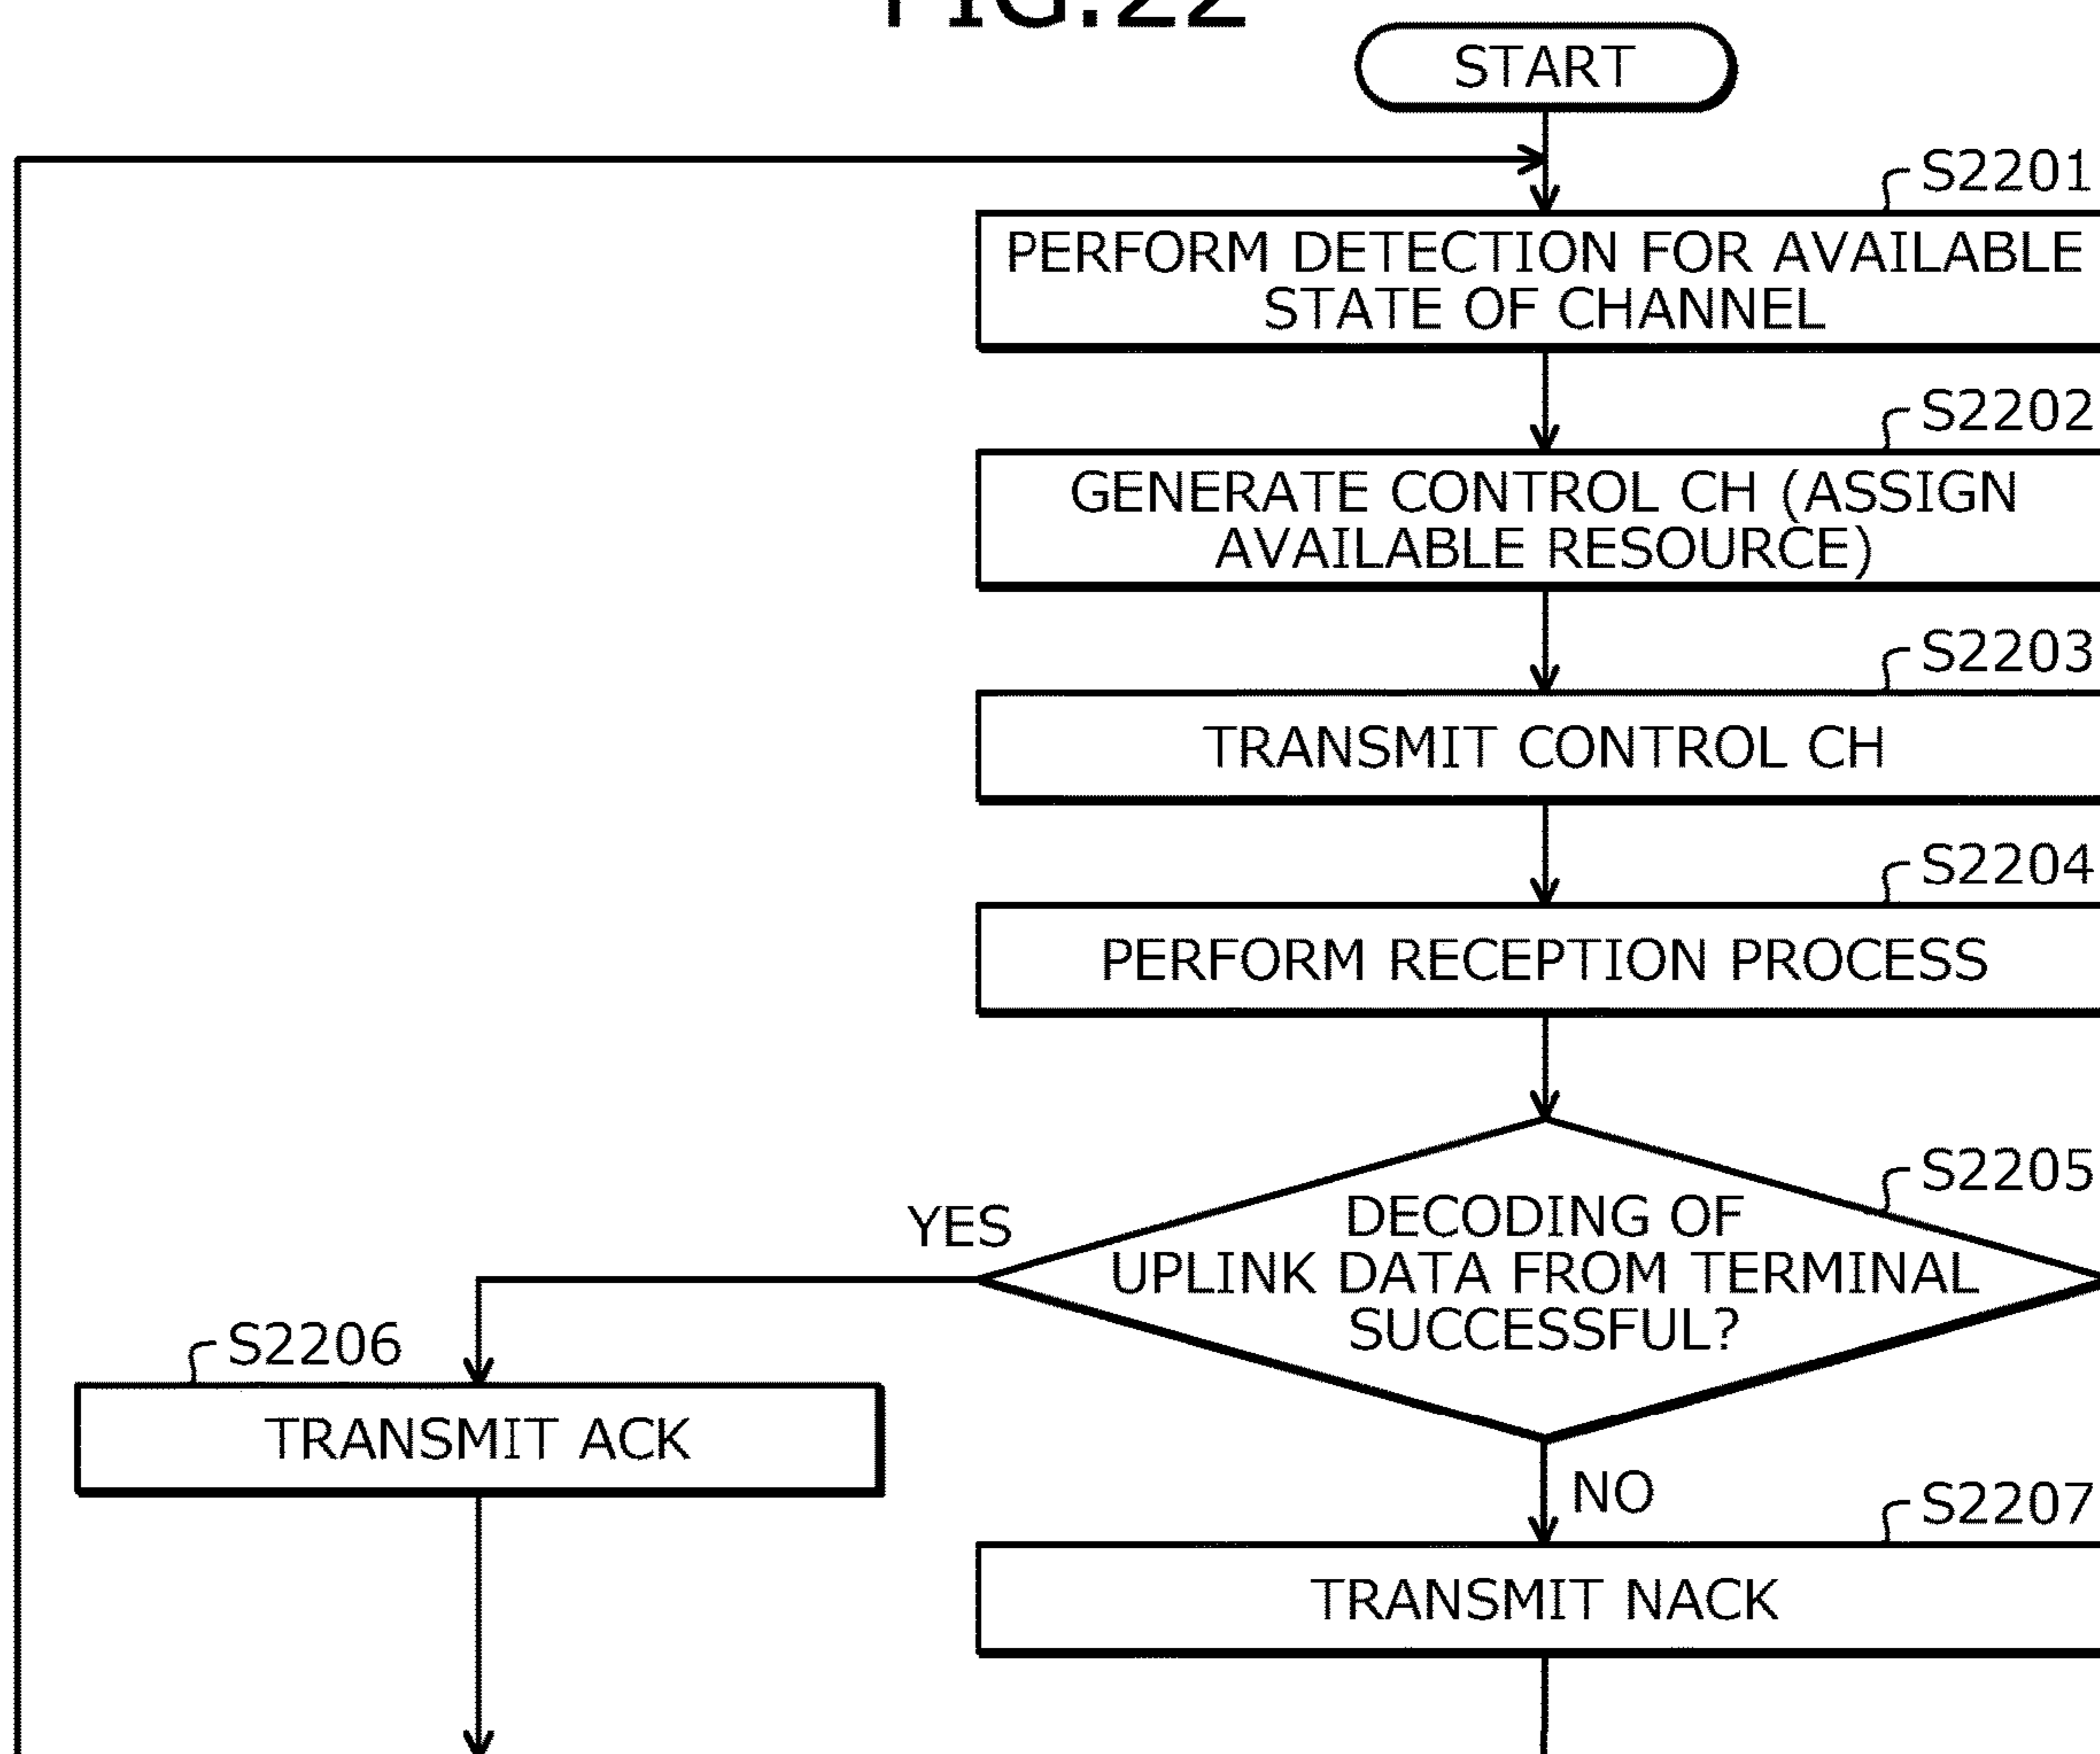 FIG.22
START
S2201
PERFORM DETECTION FOR AVAILABLE
STATE OF CHANNEL
S2202
GENERATE CONTROL CH (ASSIGN
AVAILABLE RESOURCE)
S2203
TRANSMIT CONTROL CH
S2204
PERFORM RECEPTION PROCESS
S2205
DECODING OF
UPLINK DATA FROM TERMINAL
SUCCESSFUL?
YES
S2206
TRANSMIT ACK
NO
S2207
TRANSMIT NACK